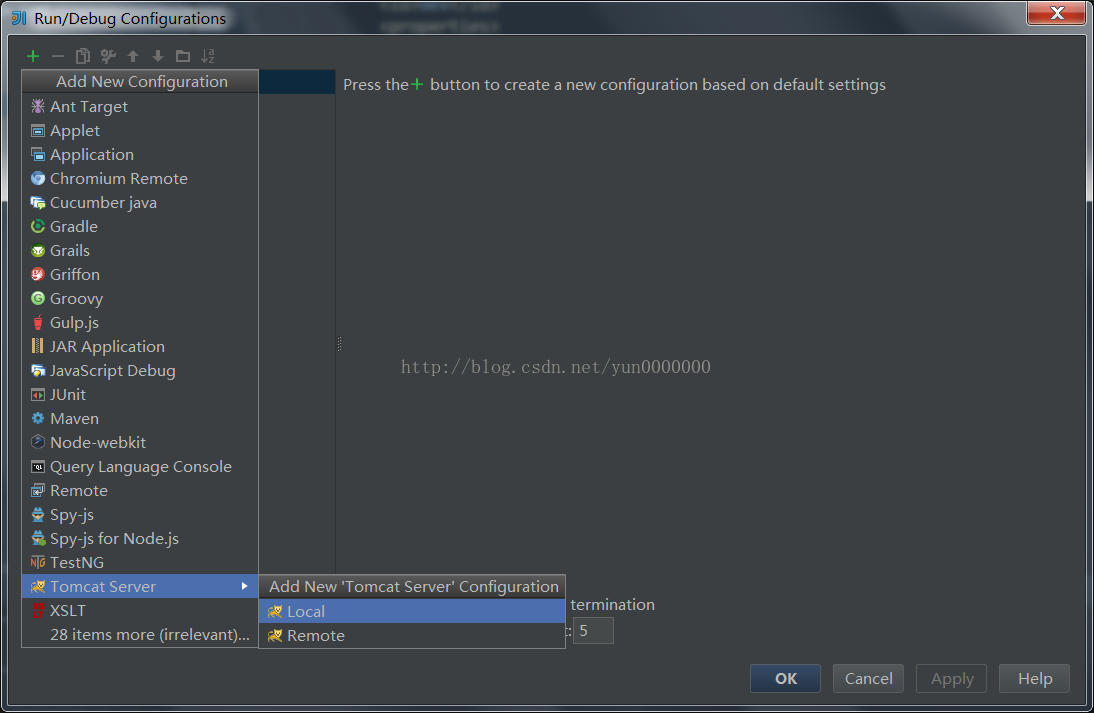 Run/Debug Configurations
Add New Configuration
Press the + button to create a new configuration based on default settings
Ant Target
Applet
Application
Chromium Remote
Cucumber java
Gradle
Grails
Griffon
Groovy
Gulp.js
JAR Application
http://blog.csdn.net/yun0000000
JavaScript Debug
JUnit
Maven
Node-webkit
Query Language Console
Remote
Spy-js
Spy-js for Node.js
TestNG
Tomcat Server
Add New 'Tomcat Server' Configuration
Local
Remote
termination
5
XSLT
28 items more (irrelevant)...
OK
Cancel
Apply
Help